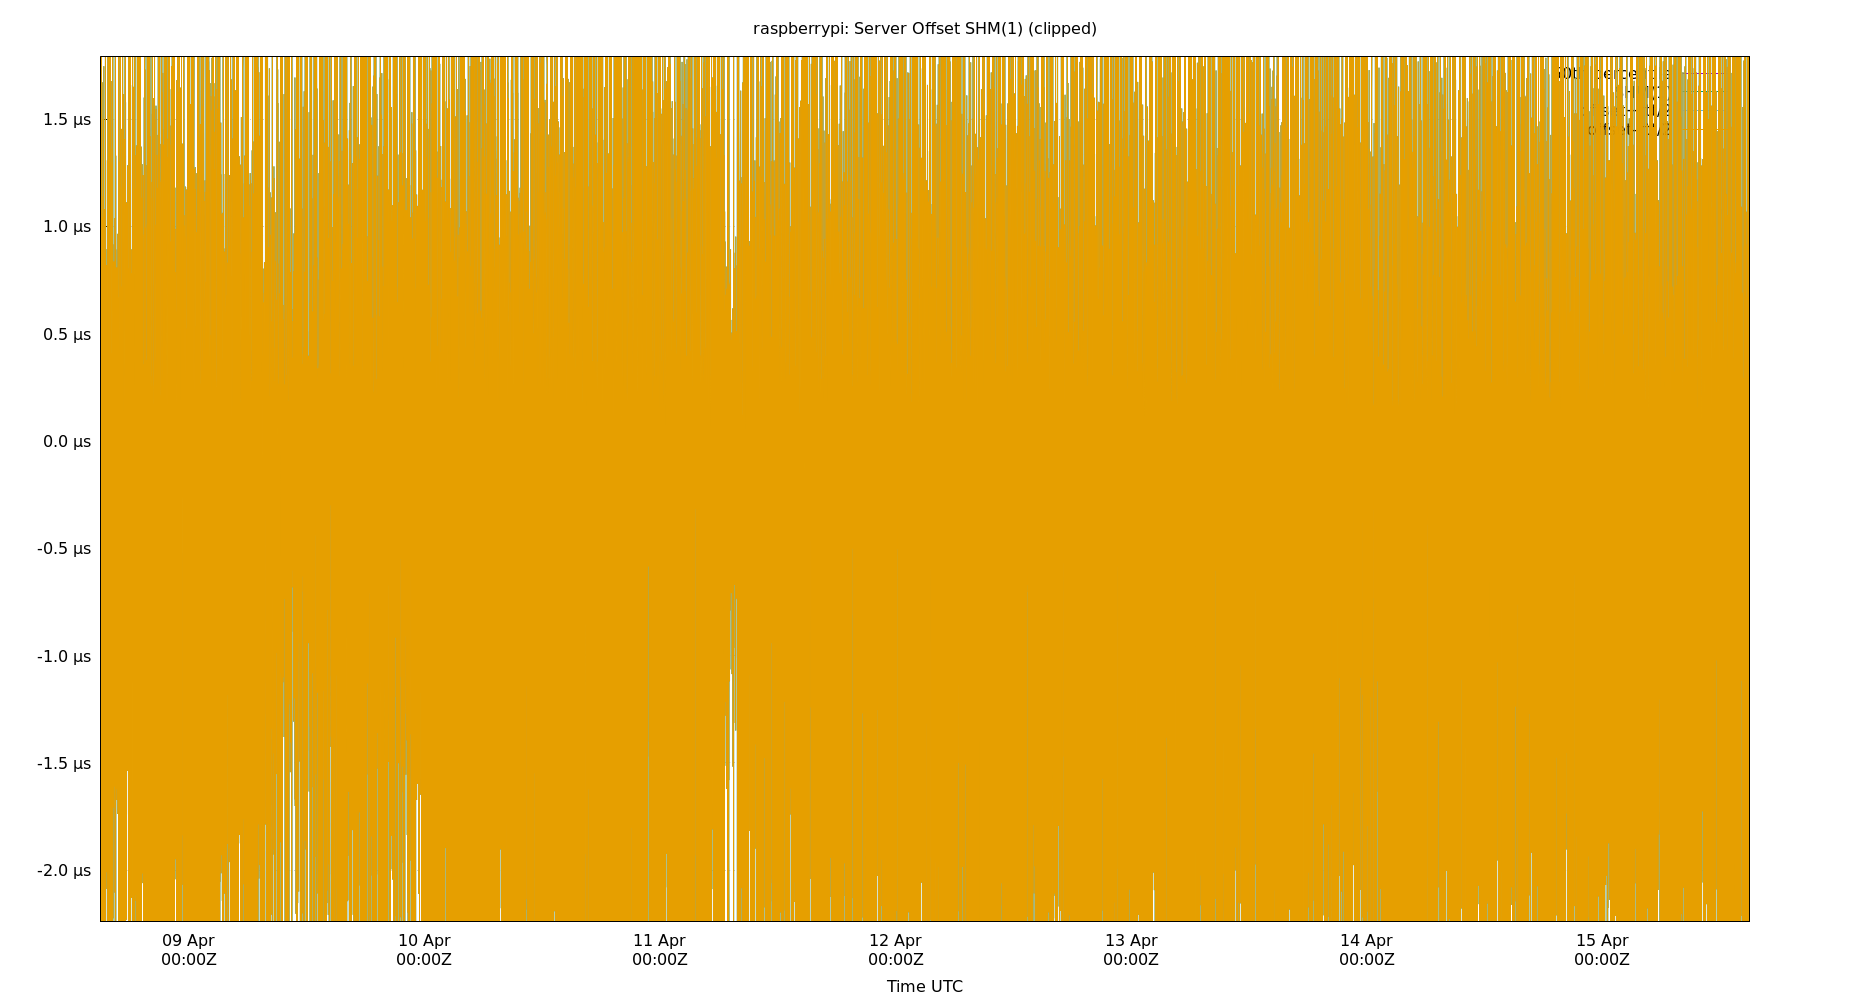 raspberrypi: Server Offset SHM(1) (clipped)
1.5 µs
1.0 µs
0.5 µs
0.0 µs
-0.5 µs
-1.0 µs
-1.5 µs
-2.0 µs
09 Apr 10 Apr 11 Apr 12 Apr 13 Apr 14 Apr 15 Apr
00:00Z 00:00Z 00:00Z 00:00Z 00:00Z 00:00Z 00:00Z
Time UTC